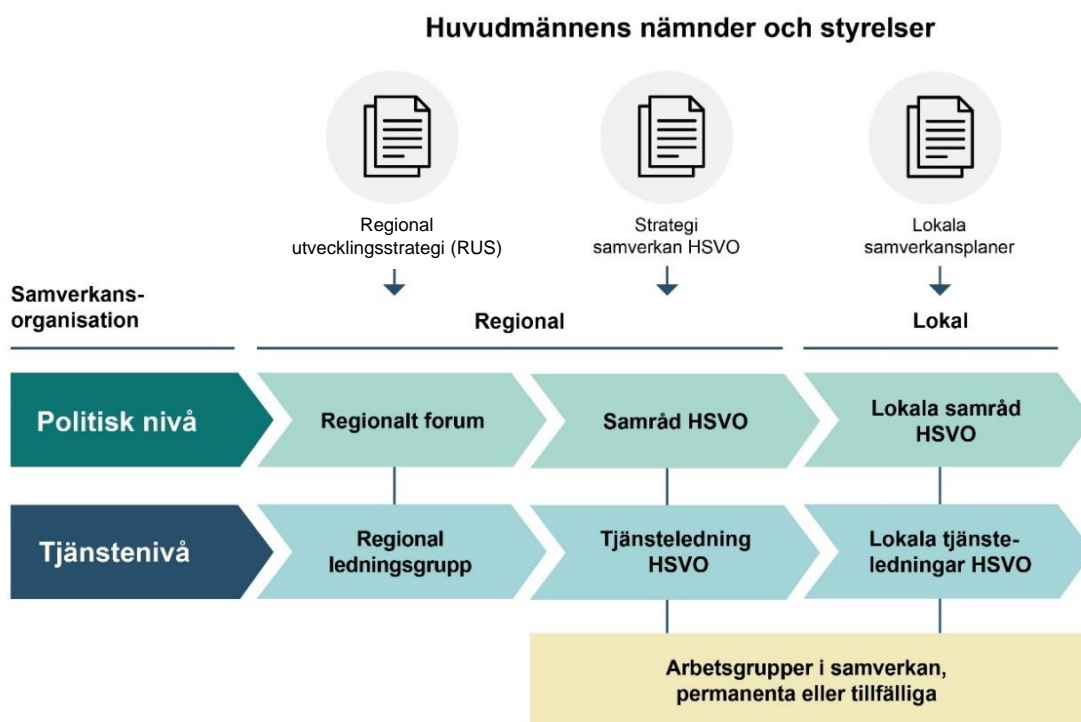 Huvudmännens nämnder och styrelser
Regional
utvecklingsstrategi (RUS)
Strategi
samverkan HSVO
Lokala
samverkansplaner
Samverkans-
organisation
Regional
Lokal
Politisk nivå
Regionalt forum
Samråd HSVO
Lokala samråd
HSVO
Tjänstenivå
Regional
ledningsgrupp
Tjänsteledning
HSVO
Lokala tjänste-
ledningar HSVO
Arbetsgrupper i samverkan,
permanenta eller tillfälliga